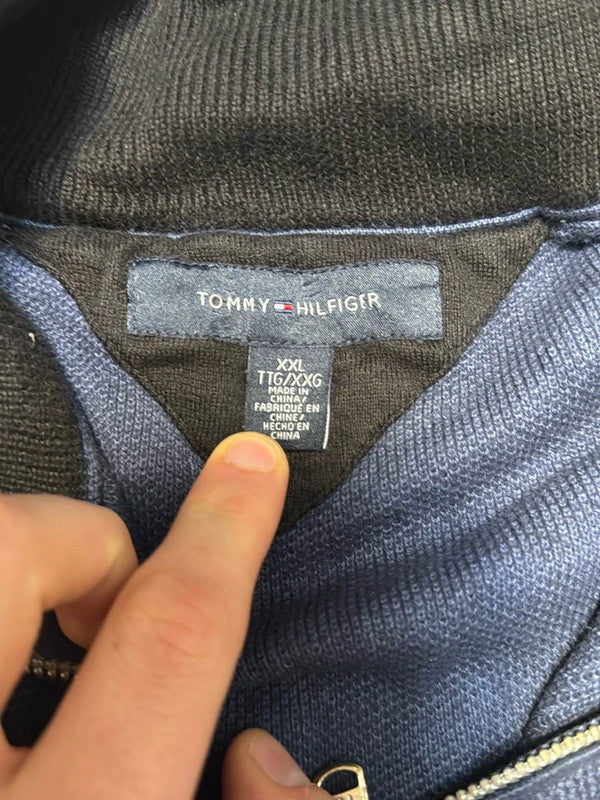 TOMMY HILFIGER
XXL
TTG/XXG
MADE IN
CHINA/
FABRIQUÉ EN
CHINE/
HECHO EN
CHINA